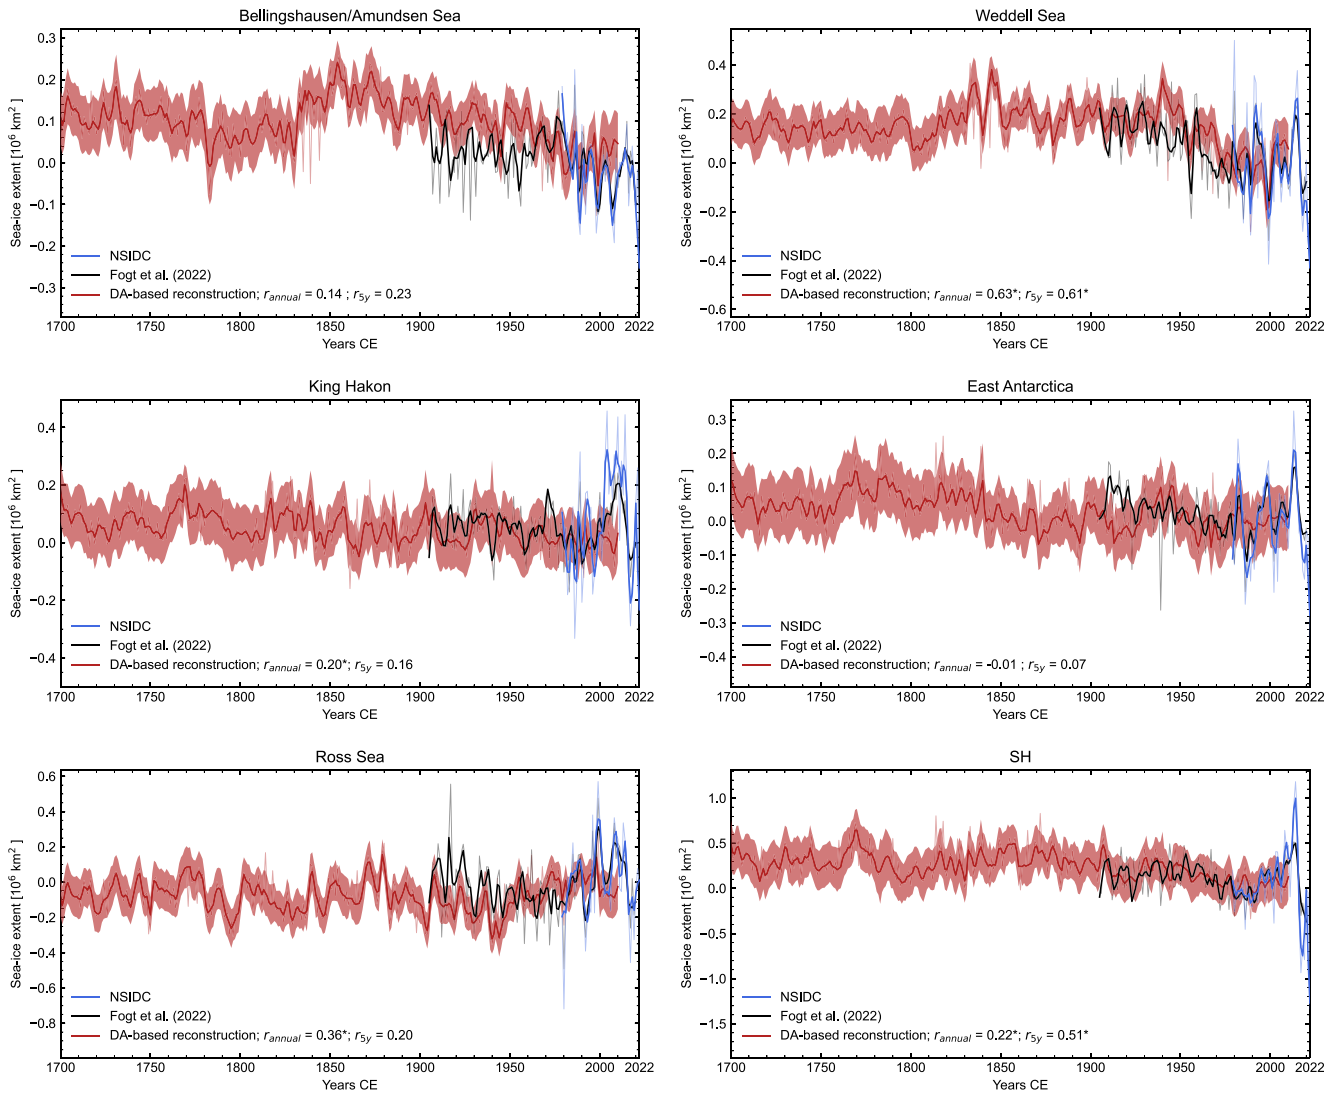 Bellingshausen/Amundsen Sea
Sea-ice extent [10⁶ km²]
0.3
0.2
0.1
0.0
−0.1
−0.2
−0.3
NSIDC
Fogt et al. (2022)
DA-based reconstruction; r_annual = 0.14 ; r_5y = 0.23
1700 1750 1800 1850 1900 1950 2000 2022
Years CE
Weddell Sea
Sea-ice extent [10⁶ km²]
0.4
0.2
0.0
−0.2
−0.4
−0.6
NSIDC
Fogt et al. (2022)
DA-based reconstruction; r_annual = 0.63*; r_5y = 0.61*
1700 1750 1800 1850 1900 1950 2000 2022
Years CE
King Hakon
Sea-ice extent [10⁶ km²]
0.4
0.2
0.0
−0.2
−0.4
NSIDC
Fogt et al. (2022)
DA-based reconstruction; r_annual = 0.20*; r_5y = 0.16
1700 1750 1800 1850 1900 1950 2000 2022
Years CE
East Antarctica
Sea-ice extent [10⁶ km²]
0.3
0.2
0.1
0.0
−0.1
−0.2
−0.3
−0.4
NSIDC
Fogt et al. (2022)
DA-based reconstruction; r_annual = -0.01 ; r_5y = 0.07
1700 1750 1800 1850 1900 1950 2000 2022
Years CE
Ross Sea
Sea-ice extent [10⁶ km²]
0.6
0.4
0.2
0.0
−0.2
−0.4
−0.6
−0.8
NSIDC
Fogt et al. (2022)
DA-based reconstruction; r_annual = 0.36*; r_5y = 0.20
1700 1750 1800 1850 1900 1950 2000 2022
Years CE
SH
Sea-ice extent [10⁶ km²]
1.0
0.5
0.0
−0.5
−1.0
−1.5
NSIDC
Fogt et al. (2022)
DA-based reconstruction; r_annual = 0.22*; r_5y = 0.51*
1700 1750 1800 1850 1900 1950 2000 2022
Years CE